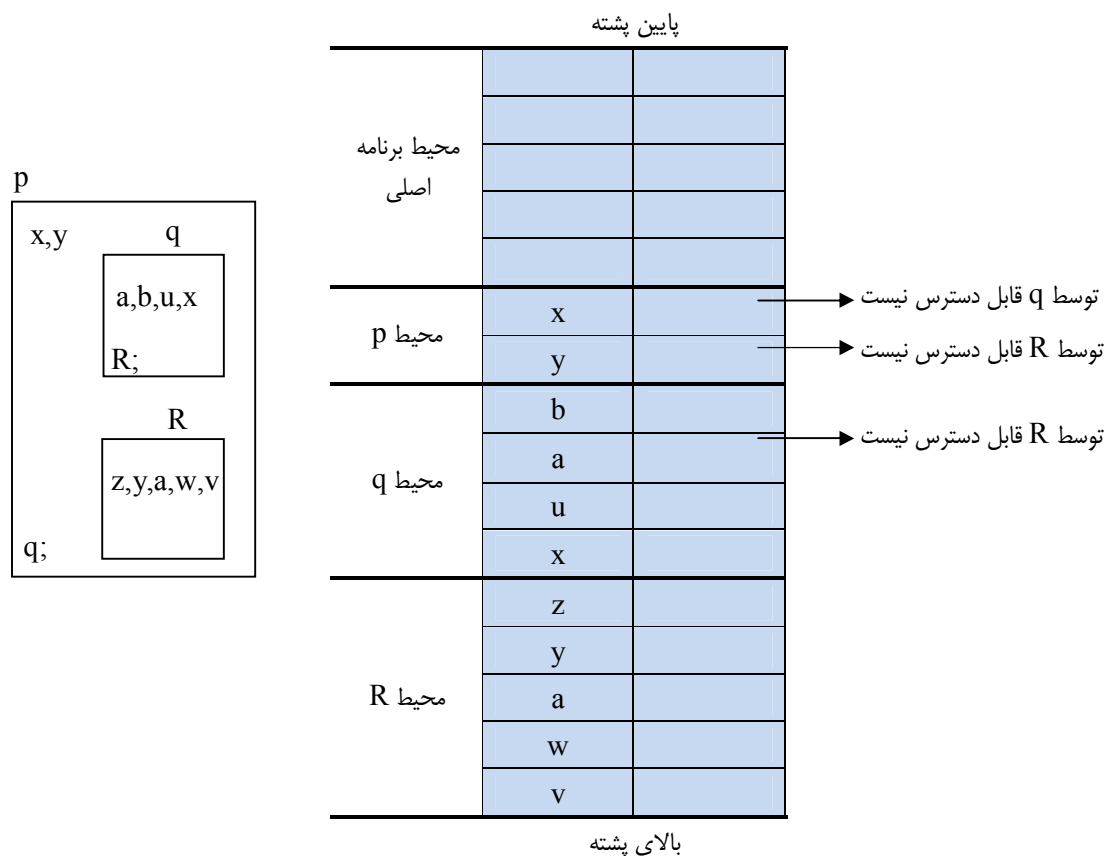 پایین پشته
محیط برنامه
اصلی
p
x,y
q
a,b,u,x
R;
R
z,y,a,w,v
q;
محیط p
x
y
توسط q قابل دسترس نیست
توسط R قابل دسترس نیست
محیط q
b
a
u
x
توسط R قابل دسترس نیست
محیط R
z
y
a
w
v
بالای پشته